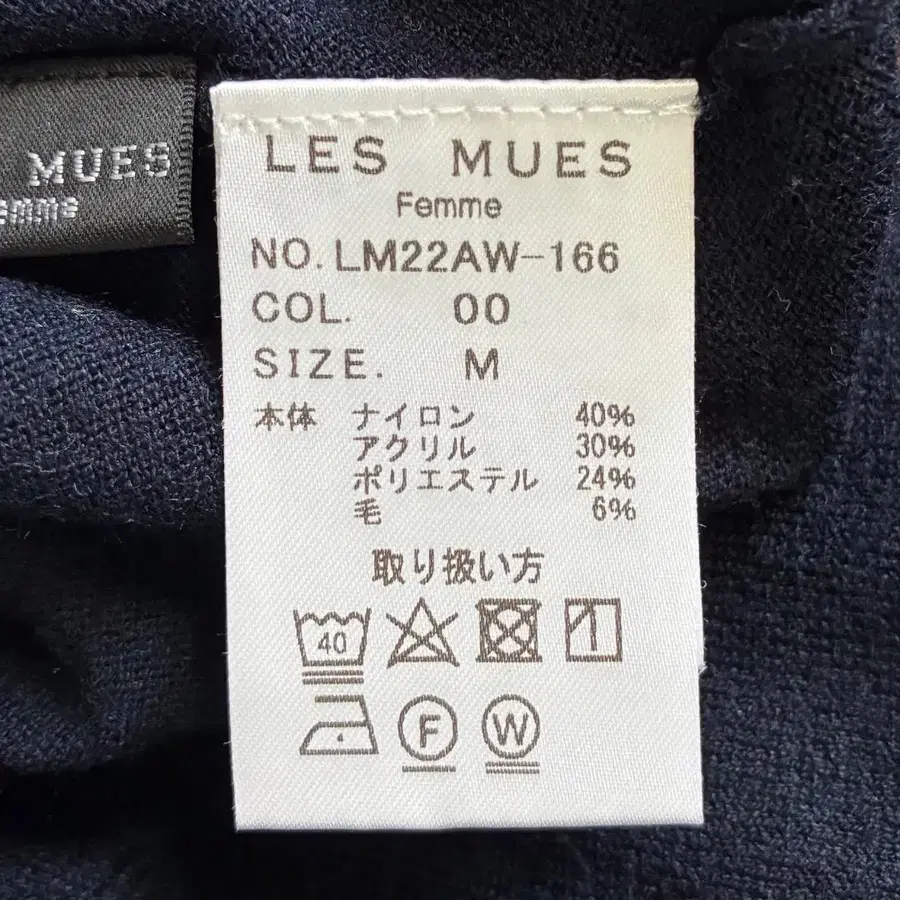 MUES
emme
LES MUES
Femme
NO. LM22AW-166
COL. 00
SIZE. M
本体 ナイロン 40%
アクリル 30%
ポリエステル 24%
毛 6%
取り扱い方
40
F W